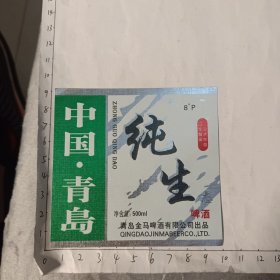 中国·青島
ZHONG GUO QING DAO
纯生
8°P
啤酒
净含量:500ml
青岛金马啤酒有限公司出品
QINGDAOJINMABEERCO.,LTD.